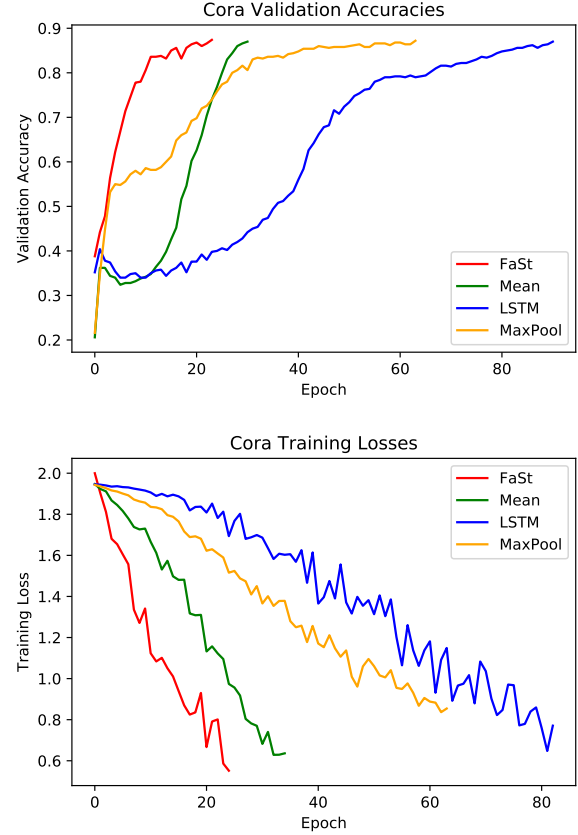 Cora Validation Accuracies
0.9
0.8
0.7
0.6
0.5
0.4
0.3
0.2
Validation Accuracy
FaSt
Mean
LSTM
MaxPool
0 20 40 60 80
Epoch
Cora Training Losses
2.0
1.8
1.6
1.4
1.2
1.0
0.8
0.6
Training Loss
FaSt
Mean
LSTM
MaxPool
0 20 40 60 80
Epoch